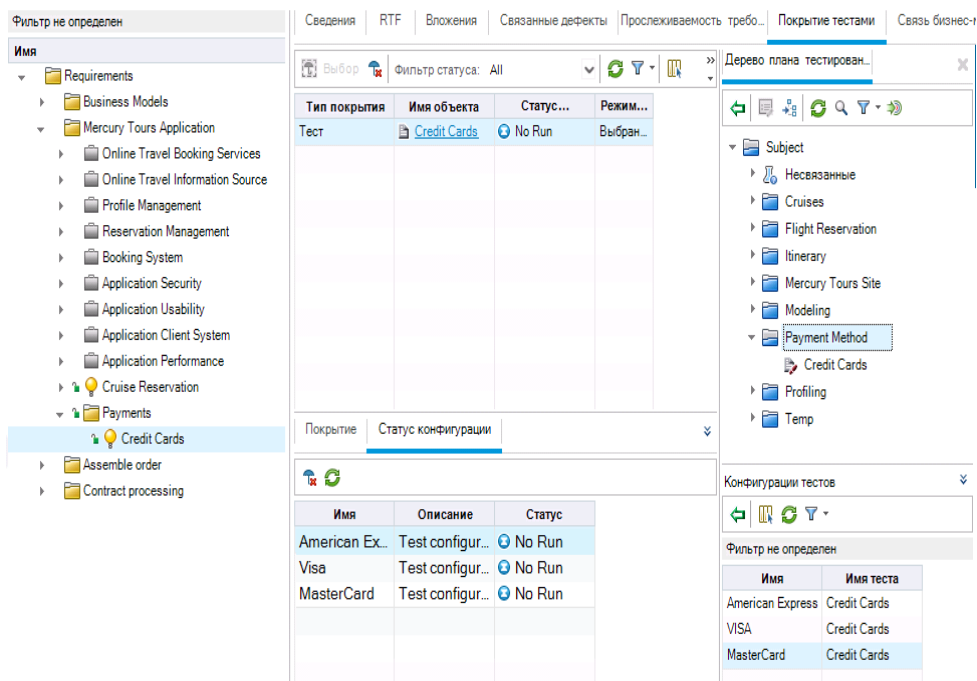 Фильтр не определен
Имя
Requirements
Business Models
Mercury Tours Application
Online Travel Booking Services
Online Travel Information Source
Profile Management
Reservation Management
Booking System
Application Security
Application Usability
Application Client System
Application Performance
Cruise Reservation
Payments
Credit Cards
Assemble order
Contract processing
Сведения RTF Вложения Связанные дефекты Прослеживаемость требо... Покрытие тестами Связь бизнес-м
Выбор Фильтр статуса: All
Тип покрытия Имя объекта Статус... Режим...
Тест Credit Cards No Run Выбран...
Покрытие Статус конфигурации
Имя Описание Статус
American Ex... Test configur... No Run
Visa Test configur... No Run
MasterCard Test configur... No Run
Дерево плана тестирован...
Subject
Несвязанные
Cruises
Flight Reservation
Itinerary
Mercury Tours Site
Modeling
Payment Method
Credit Cards
Profiling
Temp
Конфигурации тестов
Фильтр не определен
Имя Имя теста
American Express Credit Cards
VISA Credit Cards
MasterCard Credit Cards